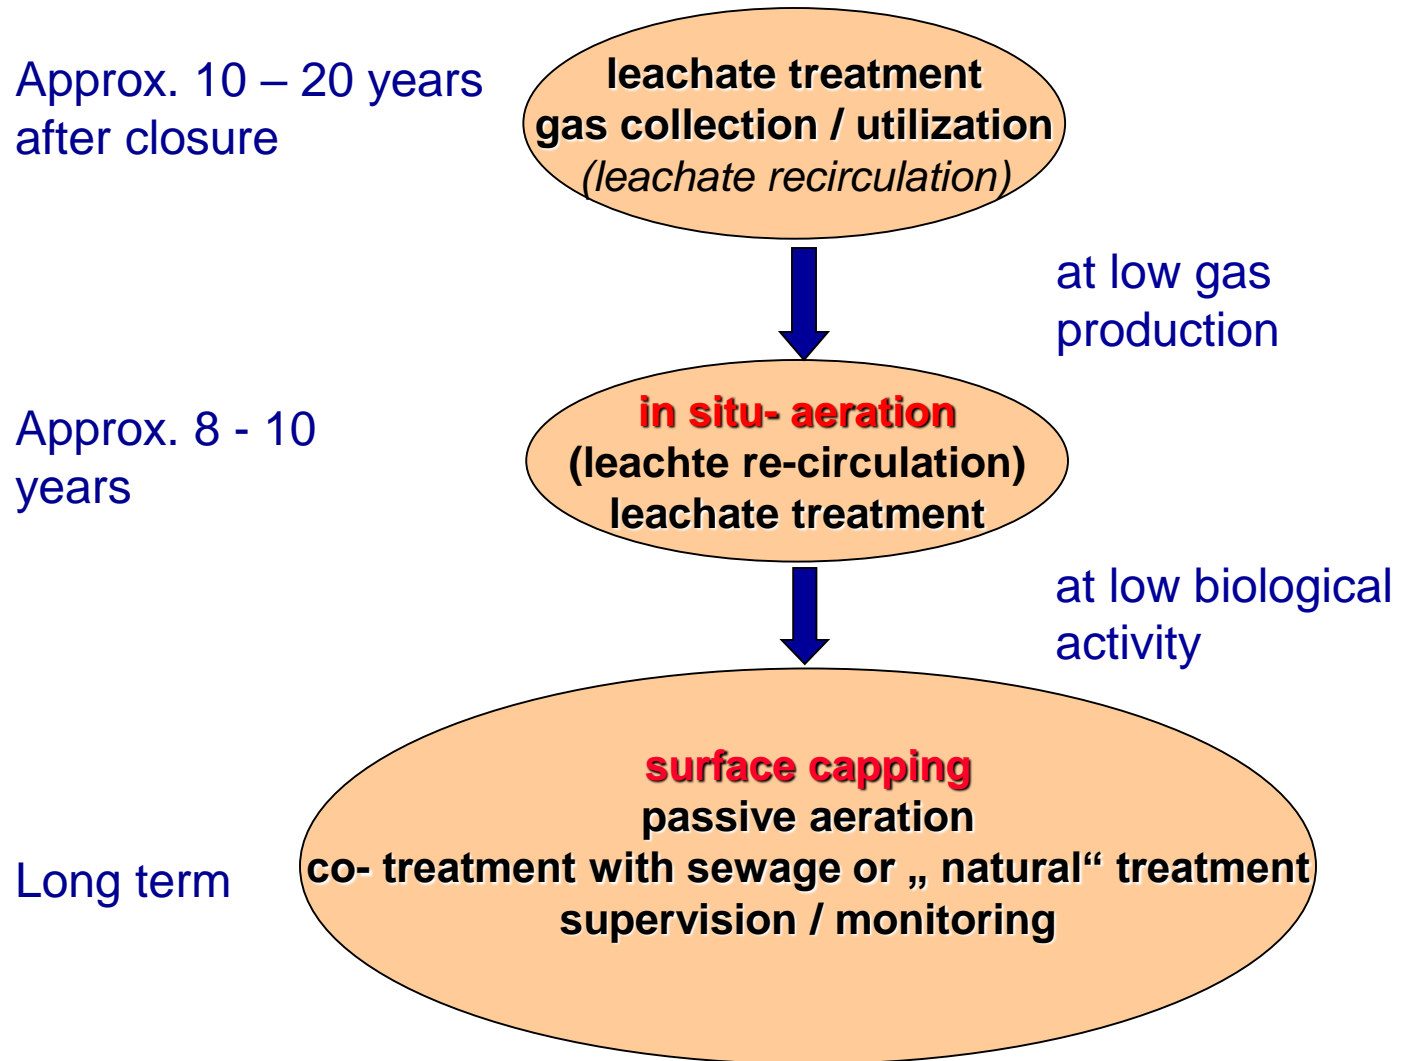 Approx. 10 – 20 years
after closure
leachate treatment
gas collection / utilization
(leachate recirculation)
at low gas
production
Approx. 8 - 10
years
in situ- aeration
(leachte re-circulation)
leachate treatment
at low biological
activity
Long term
surface capping
passive aeration
co- treatment with sewage or „ natural“ treatment
supervision / monitoring